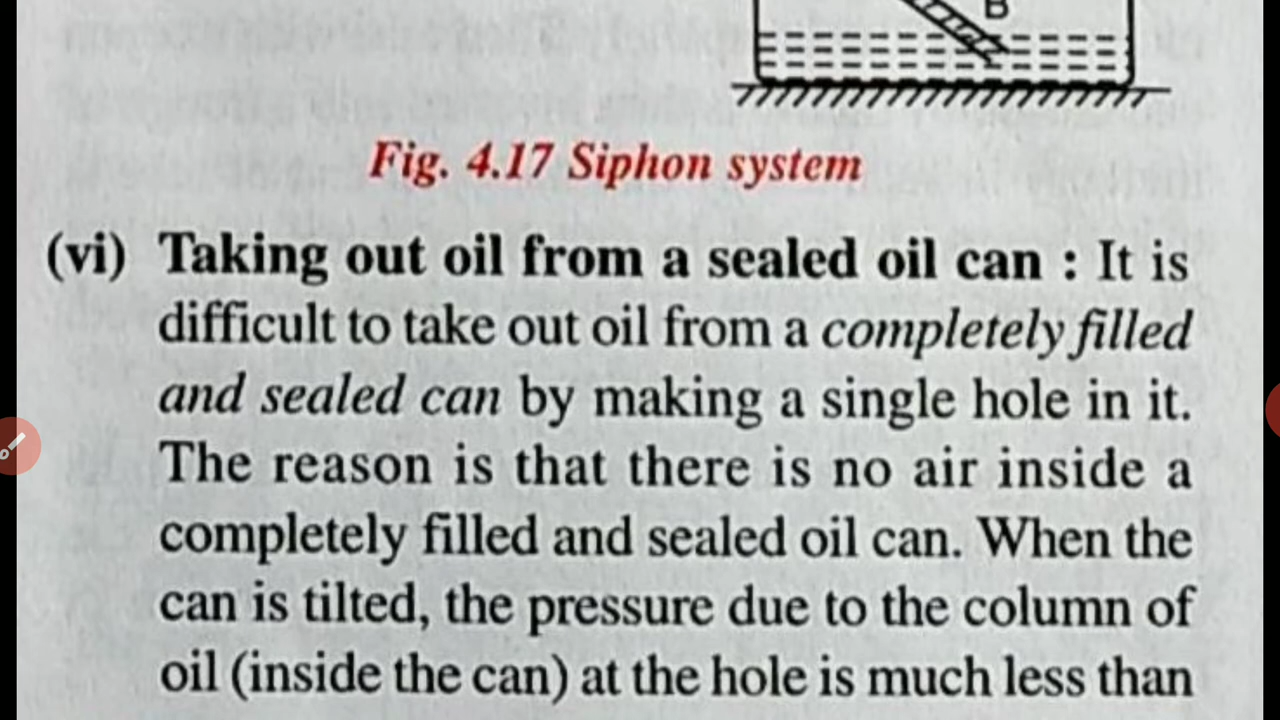 B
Fig. 4.17 Siphon system
(vi) Taking out oil from a sealed oil can : It is
difficult to take out oil from a completely filled
and sealed can by making a single hole in it.
The reason is that there is no air inside a
completely filled and sealed oil can. When the
can is tilted, the pressure due to the column of
oil (inside the can) at the hole is much less than